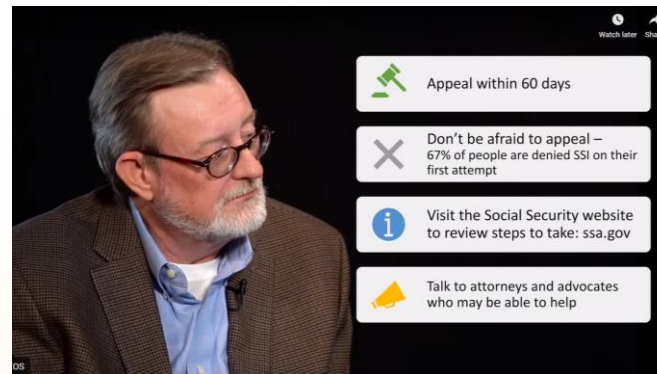 Watch later
Sha
Appeal within 60 days
Don't be afraid to appeal –
67% of people are denied SSI on their
first attempt
Visit the Social Security website
to review steps to take: ssa.gov
Talk to attorneys and advocates
who may be able to help
OS